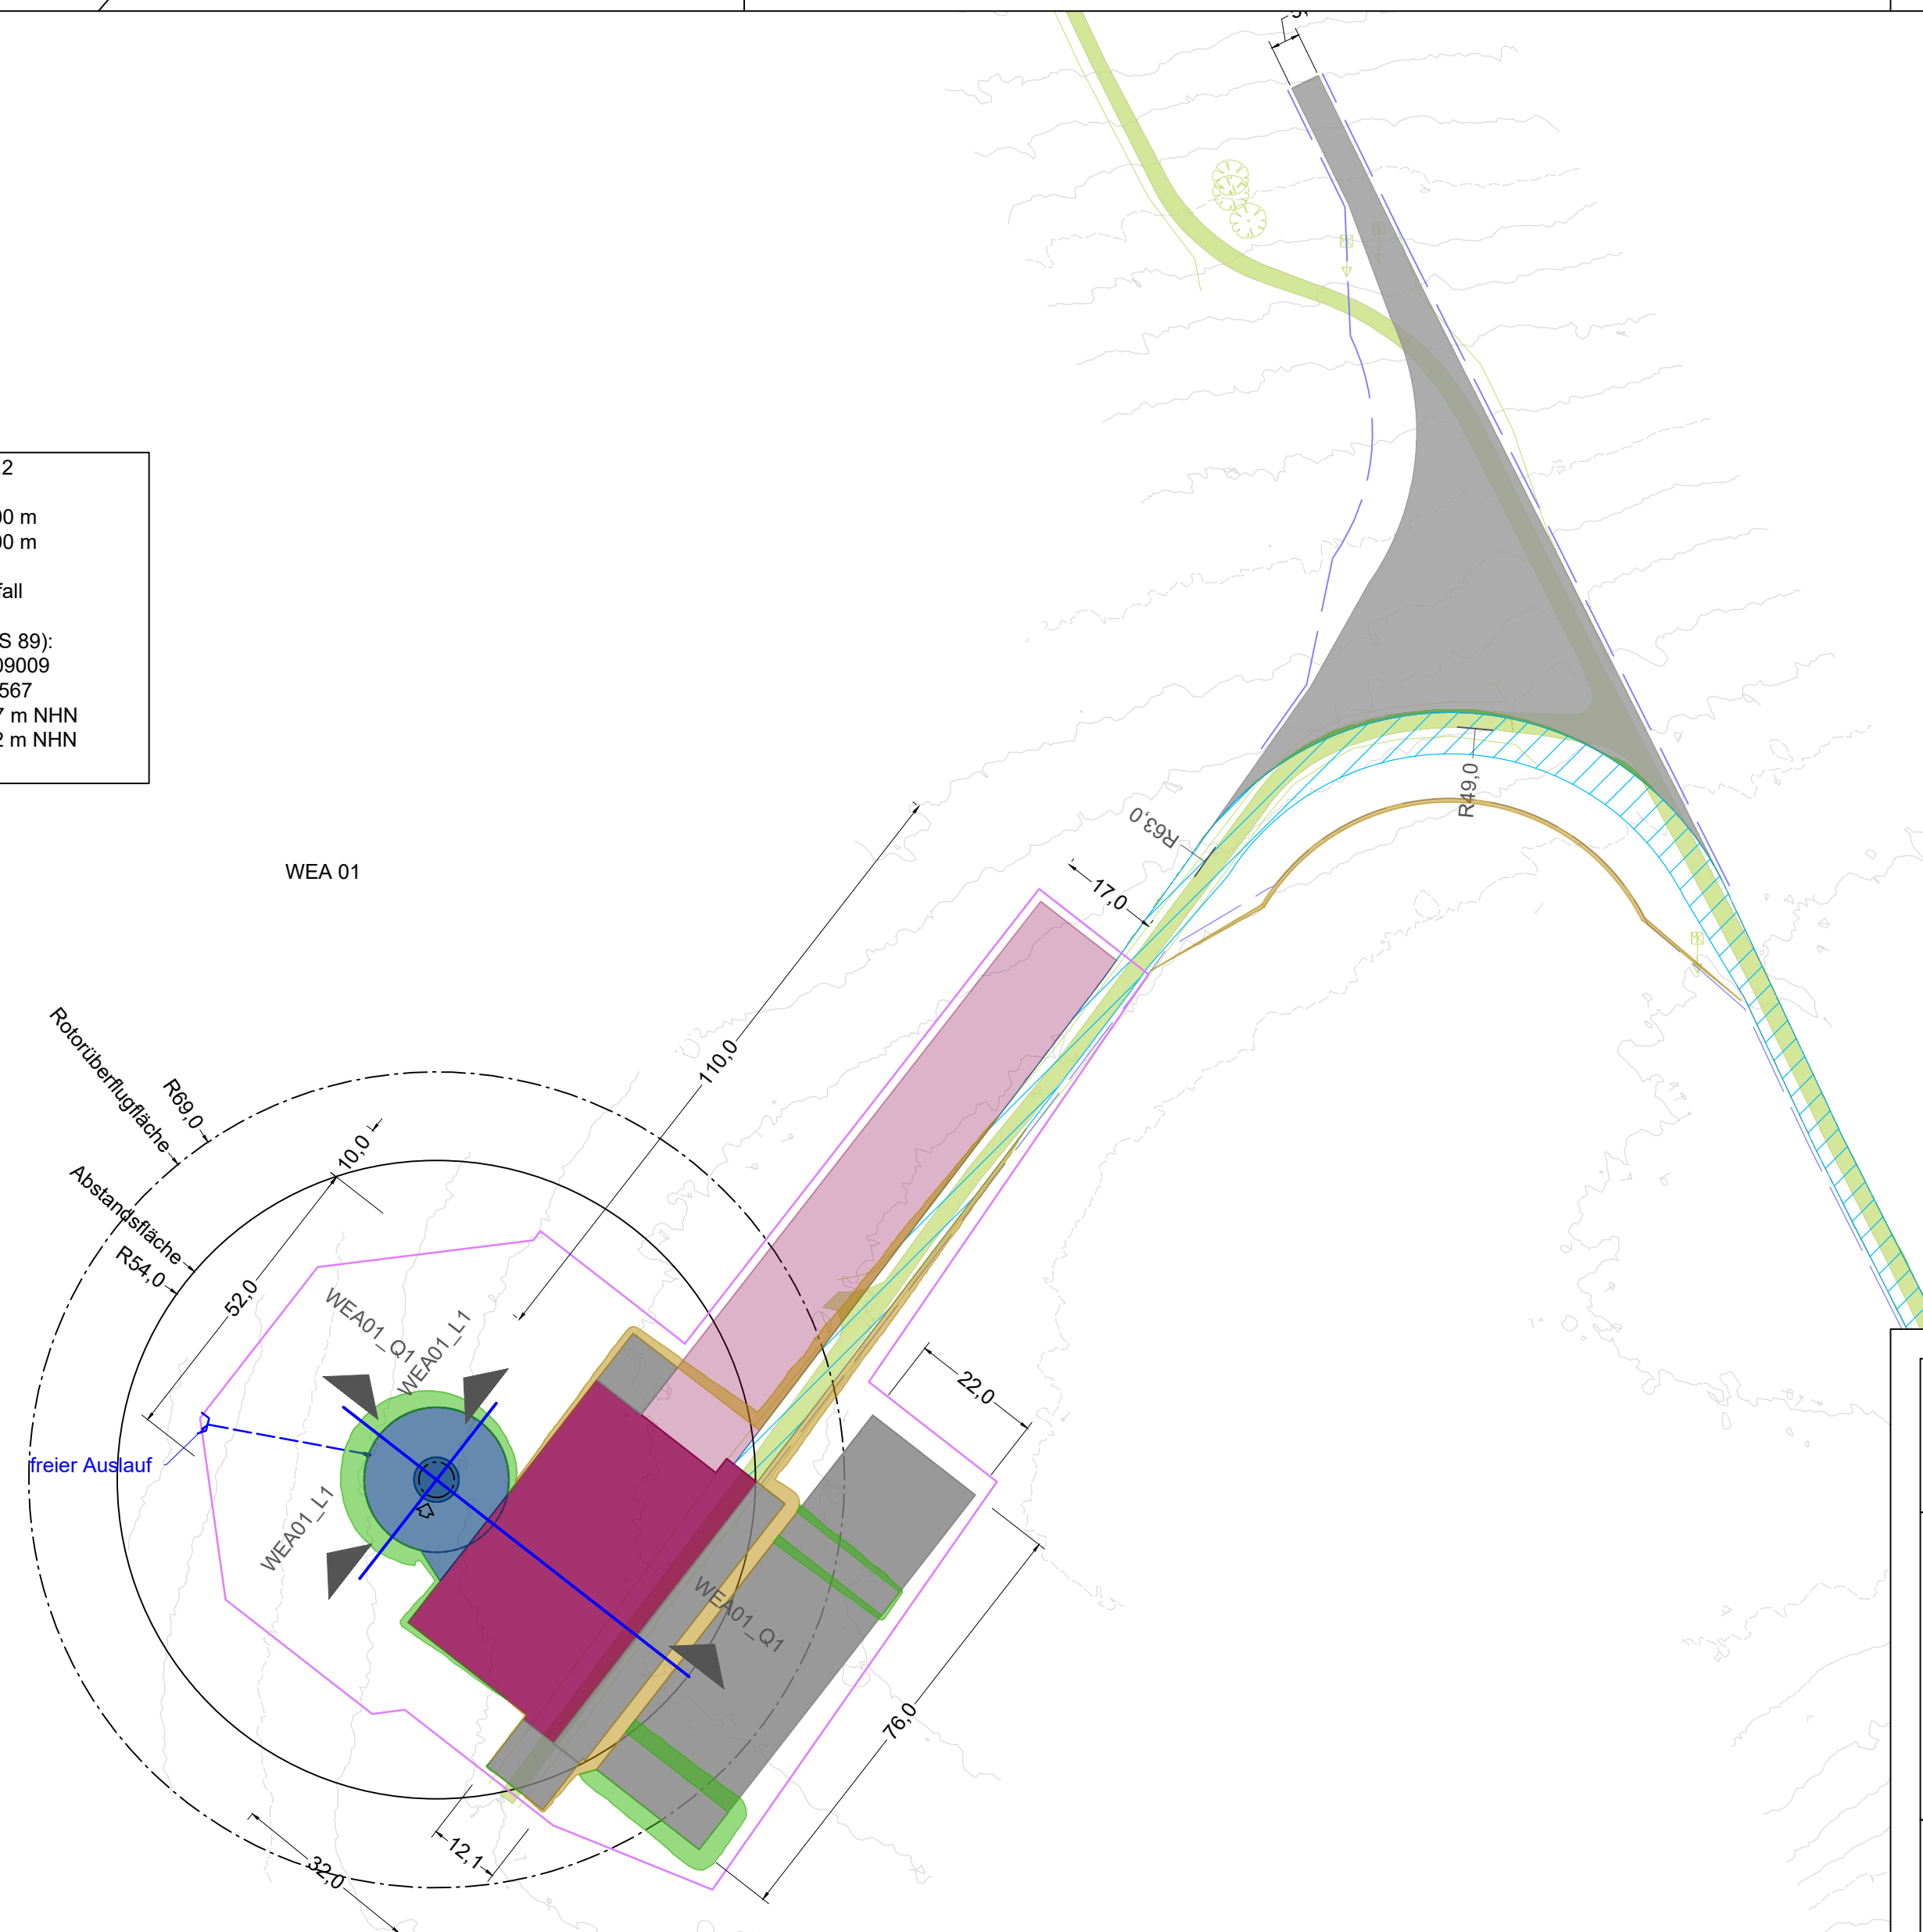 2
00 m
00 m
fall
S 89):
09009
567
7 m NHN
2 m NHN
WEA 01
R49,0
R63,0
17,0
110,0
Rotorüberflugfläche
R69,0
10,0
Abstandsfläche
R54,0
52,0
WEA01_Q1
WEA01_L1
22,0
freier Auslauf
WEA01_L1
WEA01_Q1
76,0
12,1
32,0